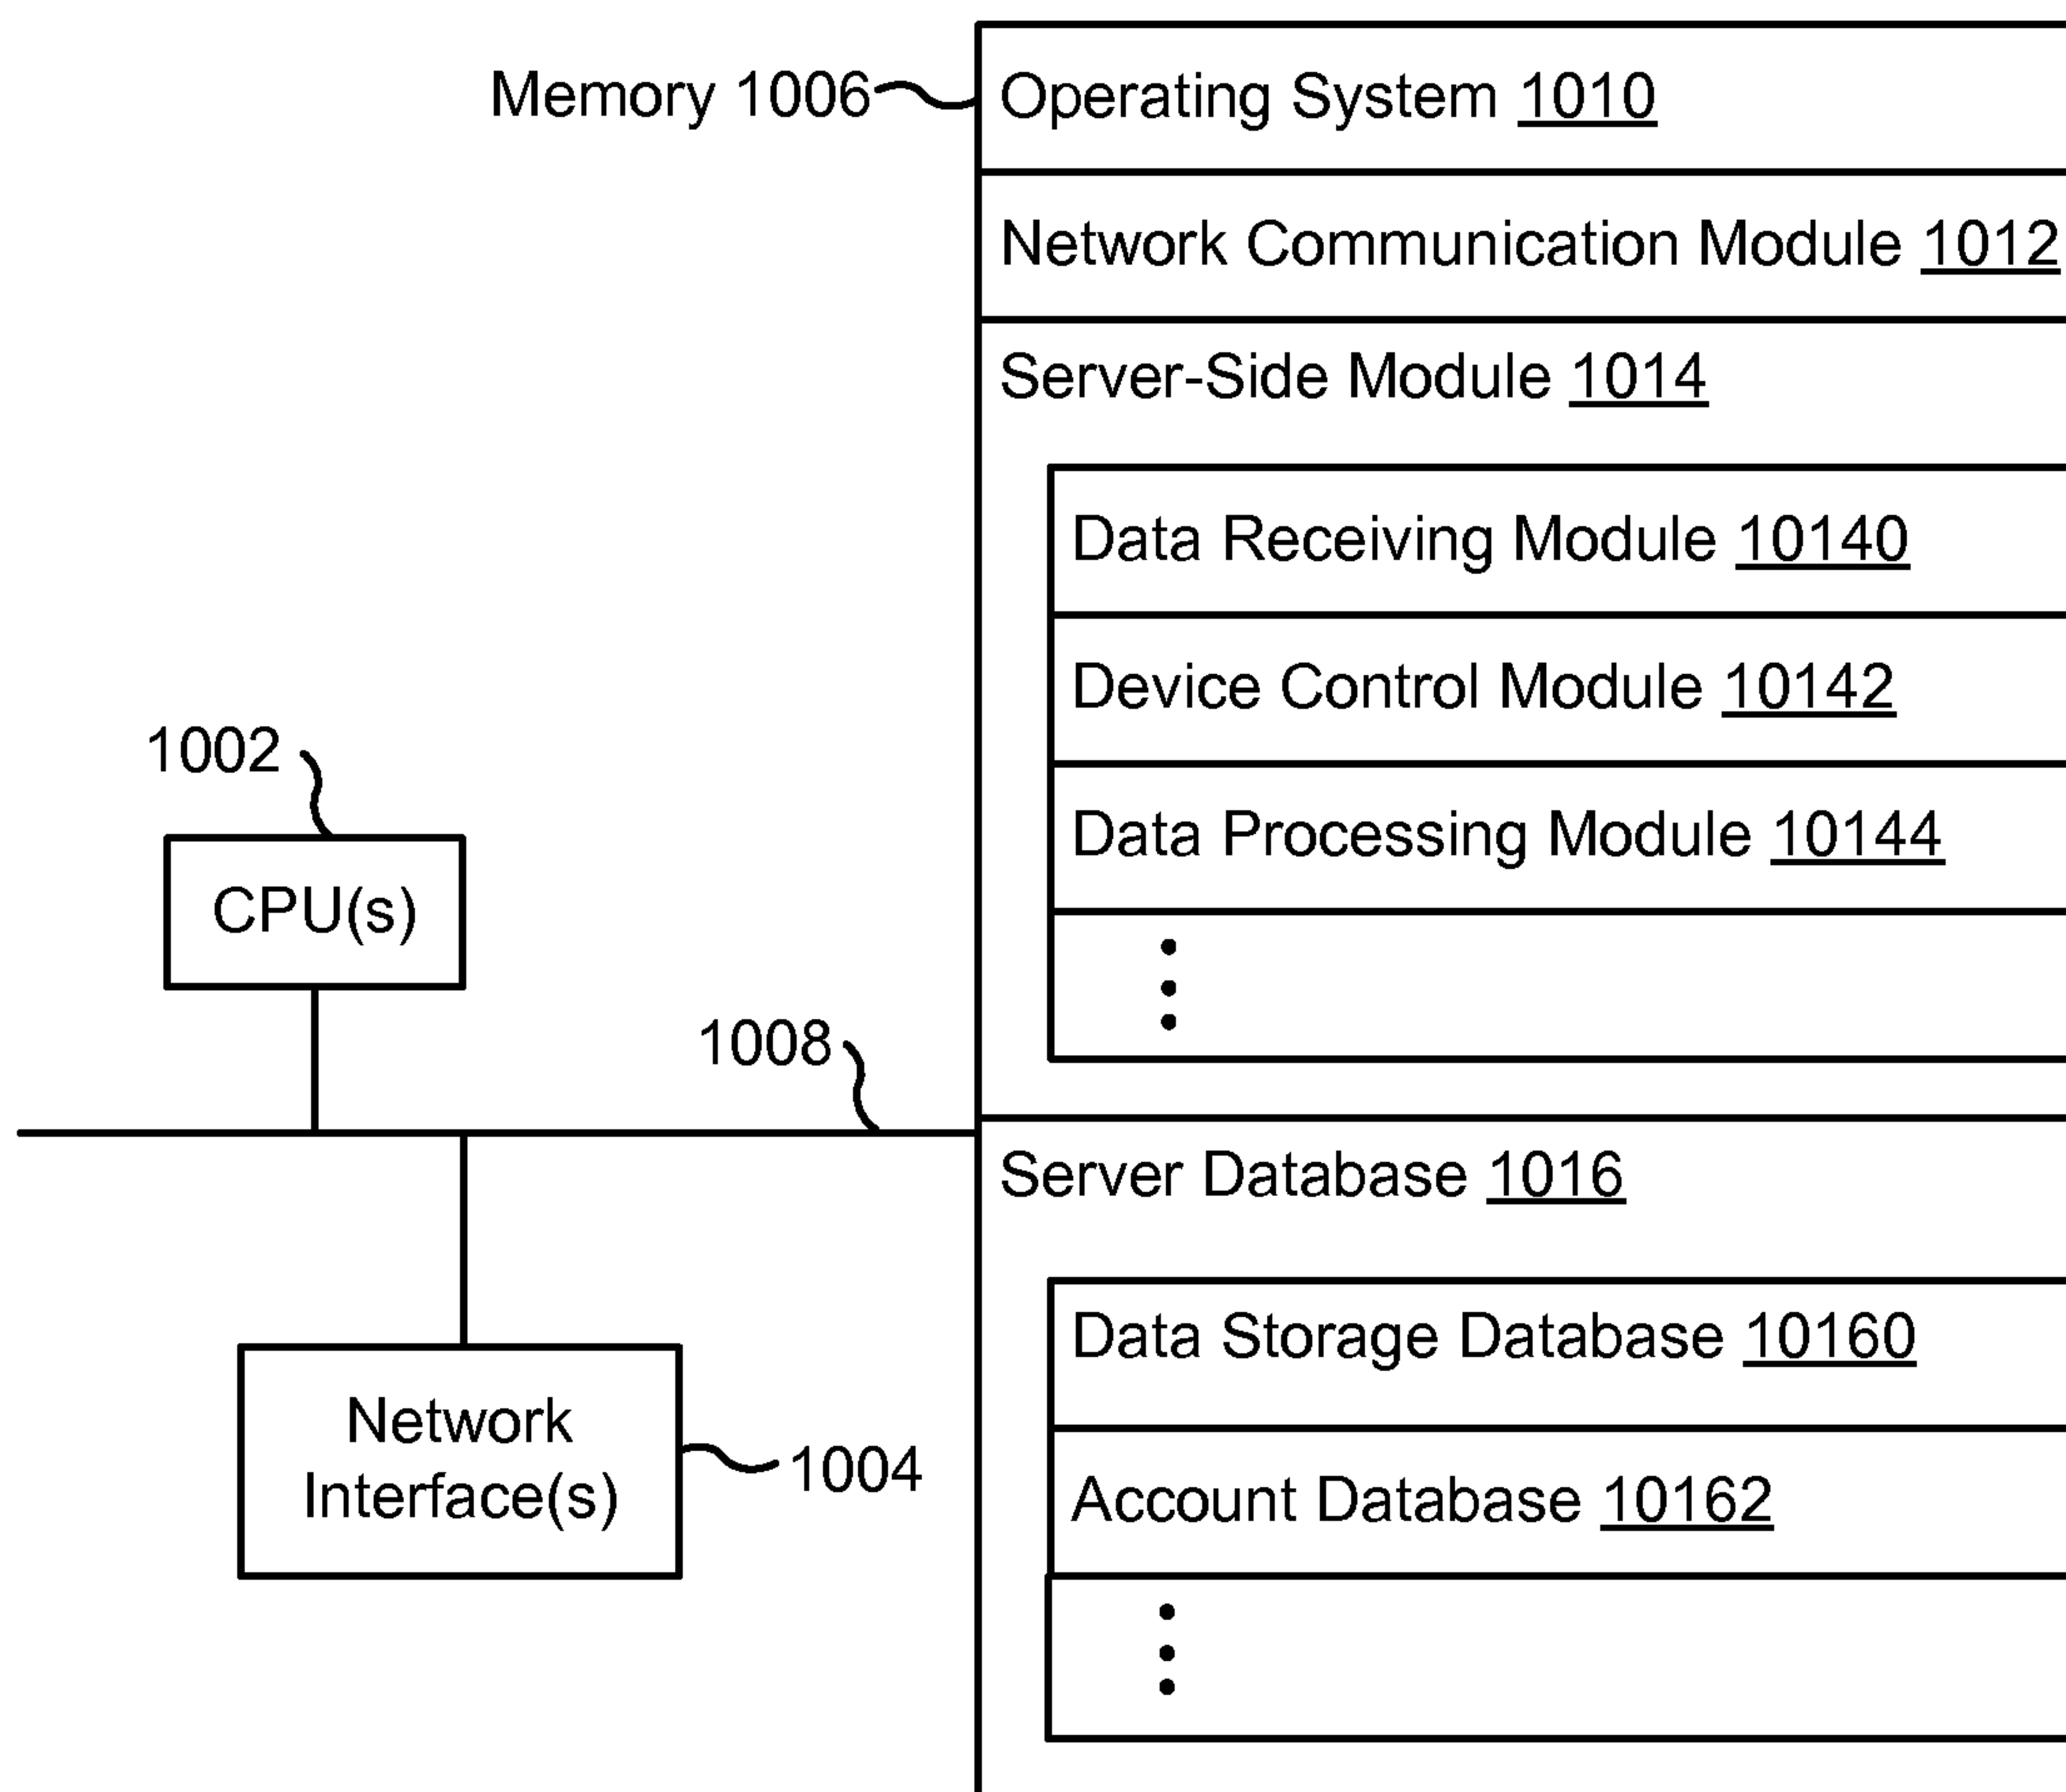 Memory 1006
Operating System 1010
Network Communication Module 1012
Server-Side Module 1014
Data Receiving Module 10140
Device Control Module 10142
Data Processing Module 10144
1002
CPU(s)
1008
Server Database 1016
Data Storage Database 10160
Account Database 10162
Network
Interface(s)
1004